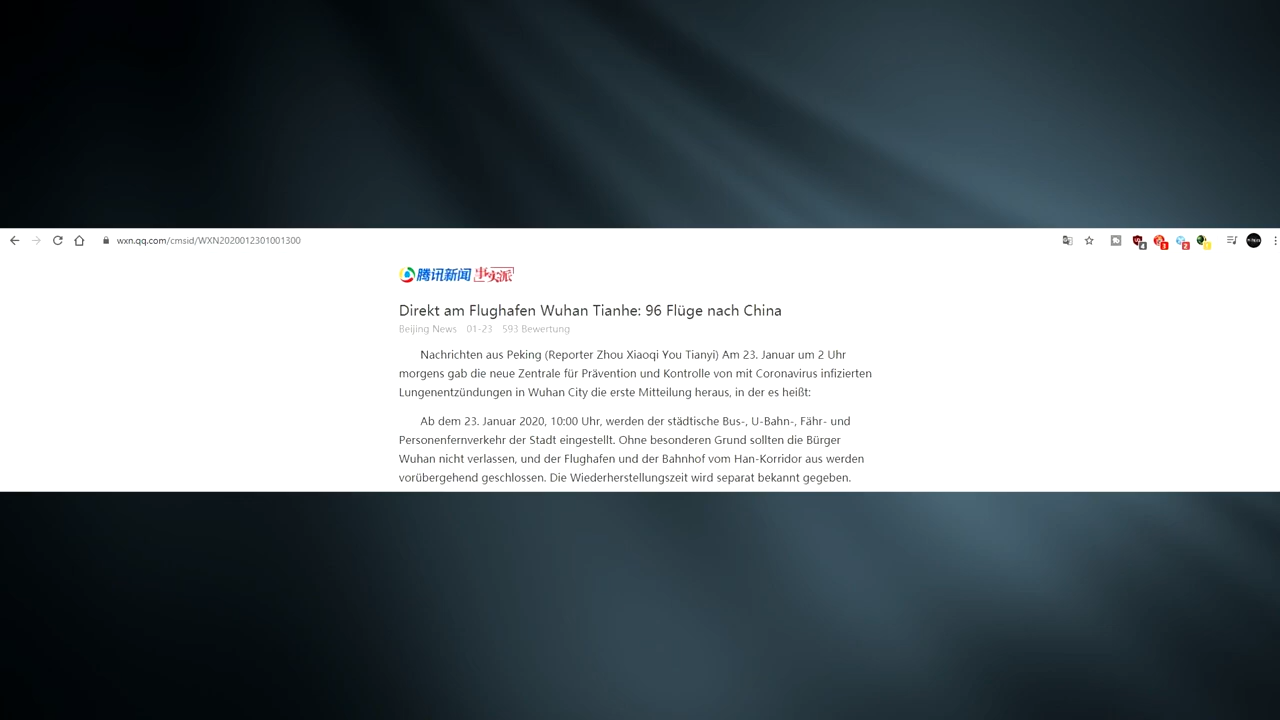 wxn.qq.com/cmsid/WXN2020012301001300
腾讯新闻 事实派
Direkt am Flughafen Wuhan Tianhe: 96 Flüge nach China
Beijing News 01-23 593 Bewertung
Nachrichten aus Peking (Reporter Zhou Xiaoqi You Tianyi) Am 23. Januar um 2 Uhr
morgens gab die neue Zentrale für Prävention und Kontrolle von mit Coronavirus infizierten
Lungenentzündungen in Wuhan City die erste Mitteilung heraus, in der es heißt:
Ab dem 23. Januar 2020, 10:00 Uhr, werden der städtische Bus-, U-Bahn-, Fähr- und
Personenfernverkehr der Stadt eingestellt. Ohne besonderen Grund sollten die Bürger
Wuhan nicht verlassen, und der Flughafen und der Bahnhof vom Han-Korridor aus werden
vorübergehend geschlossen. Die Wiederherstellungszeit wird separat bekannt gegeben.